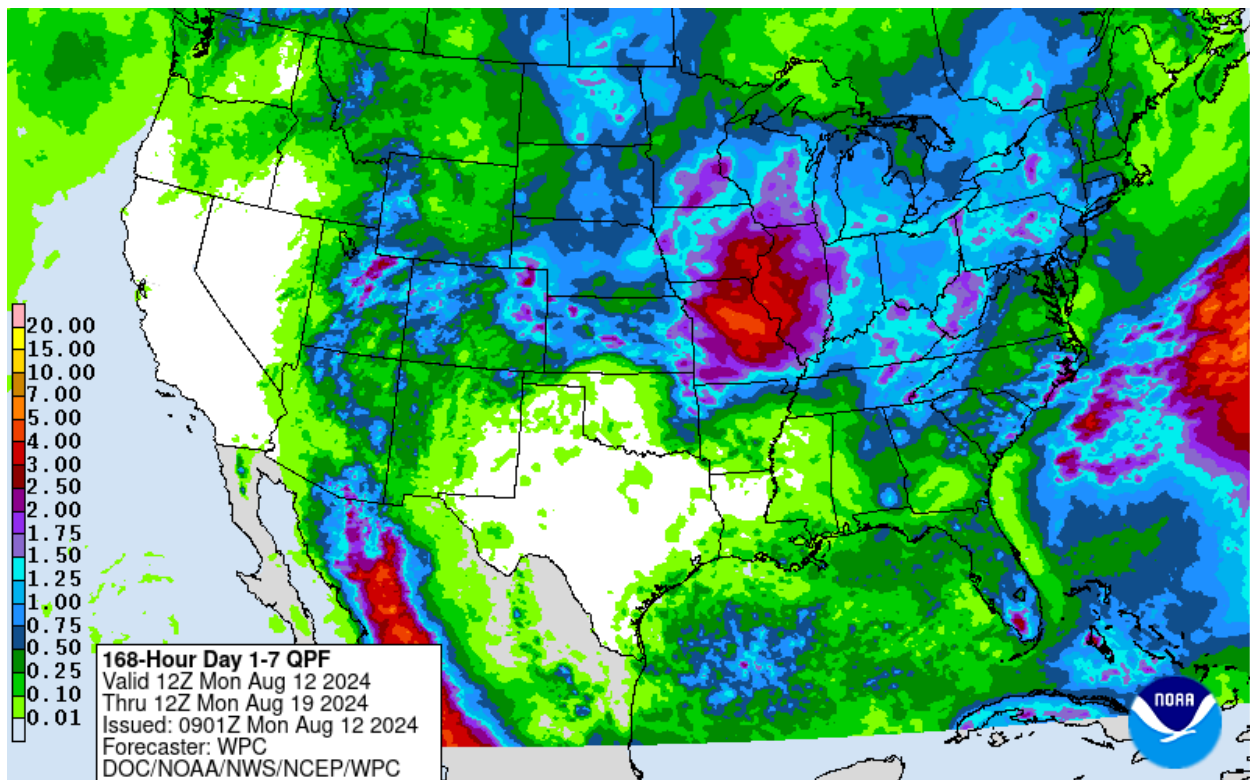 20.00
15.00
10.00
7.00
5.00
4.00
3.00
2.50
2.00
1.75
1.50
1.25
1.00
0.75
0.50
0.25
0.10
0.01
168-Hour Day 1-7 QPF
Valid 12Z Mon Aug 12 2024
Thru 12Z Mon Aug 19 2024
Issued: 0901Z Mon Aug 12 2024
Forecaster: WPC
DOC/NOAA/NWS/NCEP/WPC
NOAA